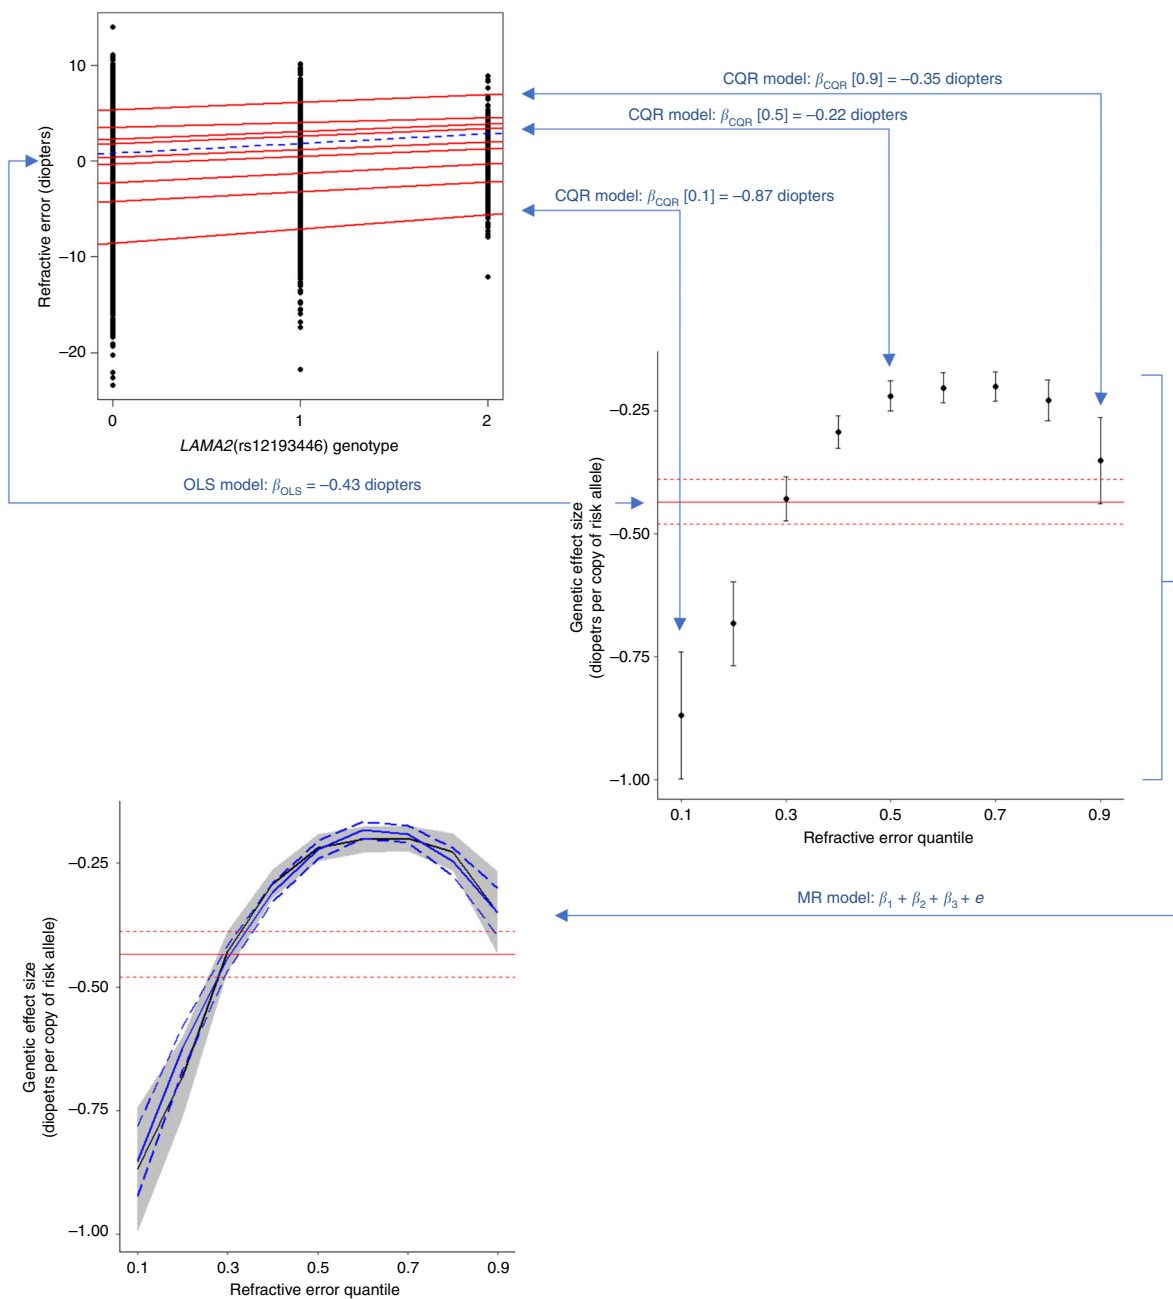 10
0
−10
−20
Refractive error (diopters)
0
1
2
LAMA2(rs12193446) genotype
CQR model: βCQR [0.9] = −0.35 diopters
CQR model: βCQR [0.5] = −0.22 diopters
CQR model: βCQR [0.1] = −0.87 diopters
OLS model: βOLS = −0.43 diopters
−0.25
−0.50
−0.75
−1.00
Genetic effect size
(diopetrs per copy of risk allele)
0.1
0.3
0.5
0.7
0.9
Refractive error quantile
MR model: β1 + β2 + β3 + e
−0.25
−0.50
−0.75
−1.00
Genetic effect size
(diopetrs per copy of risk allele)
0.1
0.3
0.5
0.7
0.9
Refractive error quantile